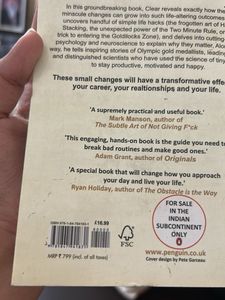 In this groundbreaking book, Clear reveals exactly how the
minuscule changes can grow into such life-altering outcomes
uncovers handful of simple life hacks (the forgotten art of H
Stacking, the unexpected power of the Two Minute Rule, or
trick to entering the Goldilocks Zone), and delves into cutting
psychology and neuroscience to explain why they matter. Alon
way, he tells inspiring stories of Olympic gold medalists, leading
and distinguished scientists who have used the science of tiny
to stay productive, motivated and happy.
These small changes will have a transformative effe
your career, your relationships and your life.
'A supremely practical and useful book.'
Mark Manson, author of
The Subtle Art of Not Giving F*ck
'This engaging, hands-on book is the guide you need t
break bad routines and make good ones.'
Adam Grant, author of Originals
'A special book that will change how you approach
your day and live your life.'
Ryan Holiday, author of The Obstacle is the Way
£16.99
90000
FSC
MRP ₹ 799 (incl. of all taxes)
FOR SALE
IN THE
INDIAN
SUBCONTINENT
ONLY
www.penguin.co.uk
Cover design by Pete Garceau